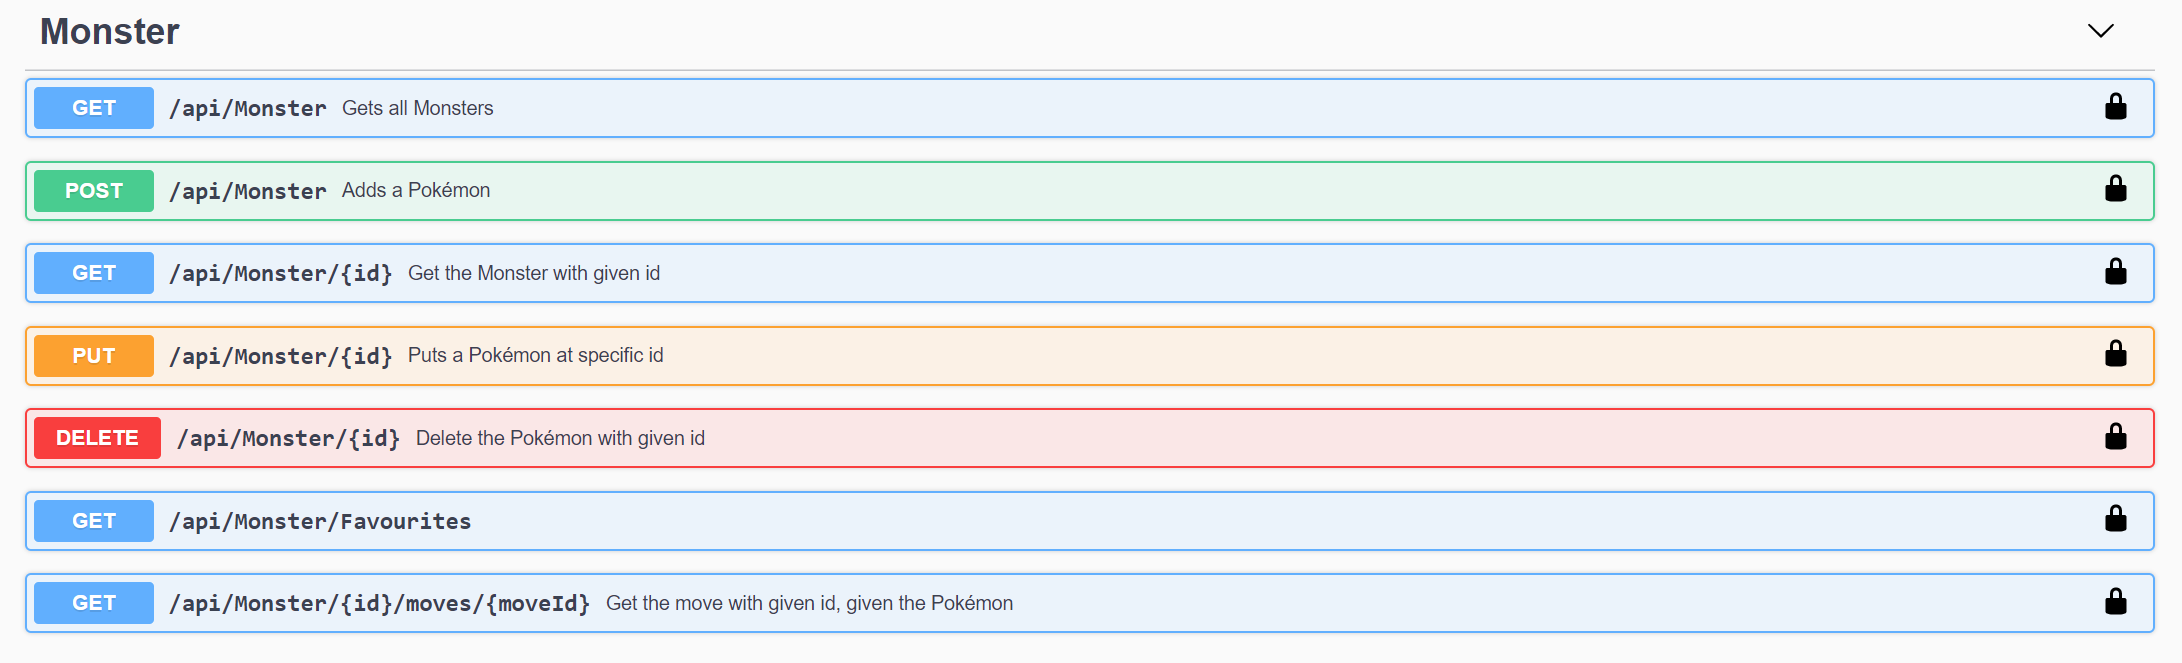 Monster
GET /api/Monster Gets all Monsters
POST /api/Monster Adds a Pokémon
GET /api/Monster/{id} Get the Monster with given id
PUT /api/Monster/{id} Puts a Pokémon at specific id
DELETE /api/Monster/{id} Delete the Pokémon with given id
GET /api/Monster/Favourites
GET /api/Monster/{id}/moves/{moveId} Get the move with given id, given the Pokémon